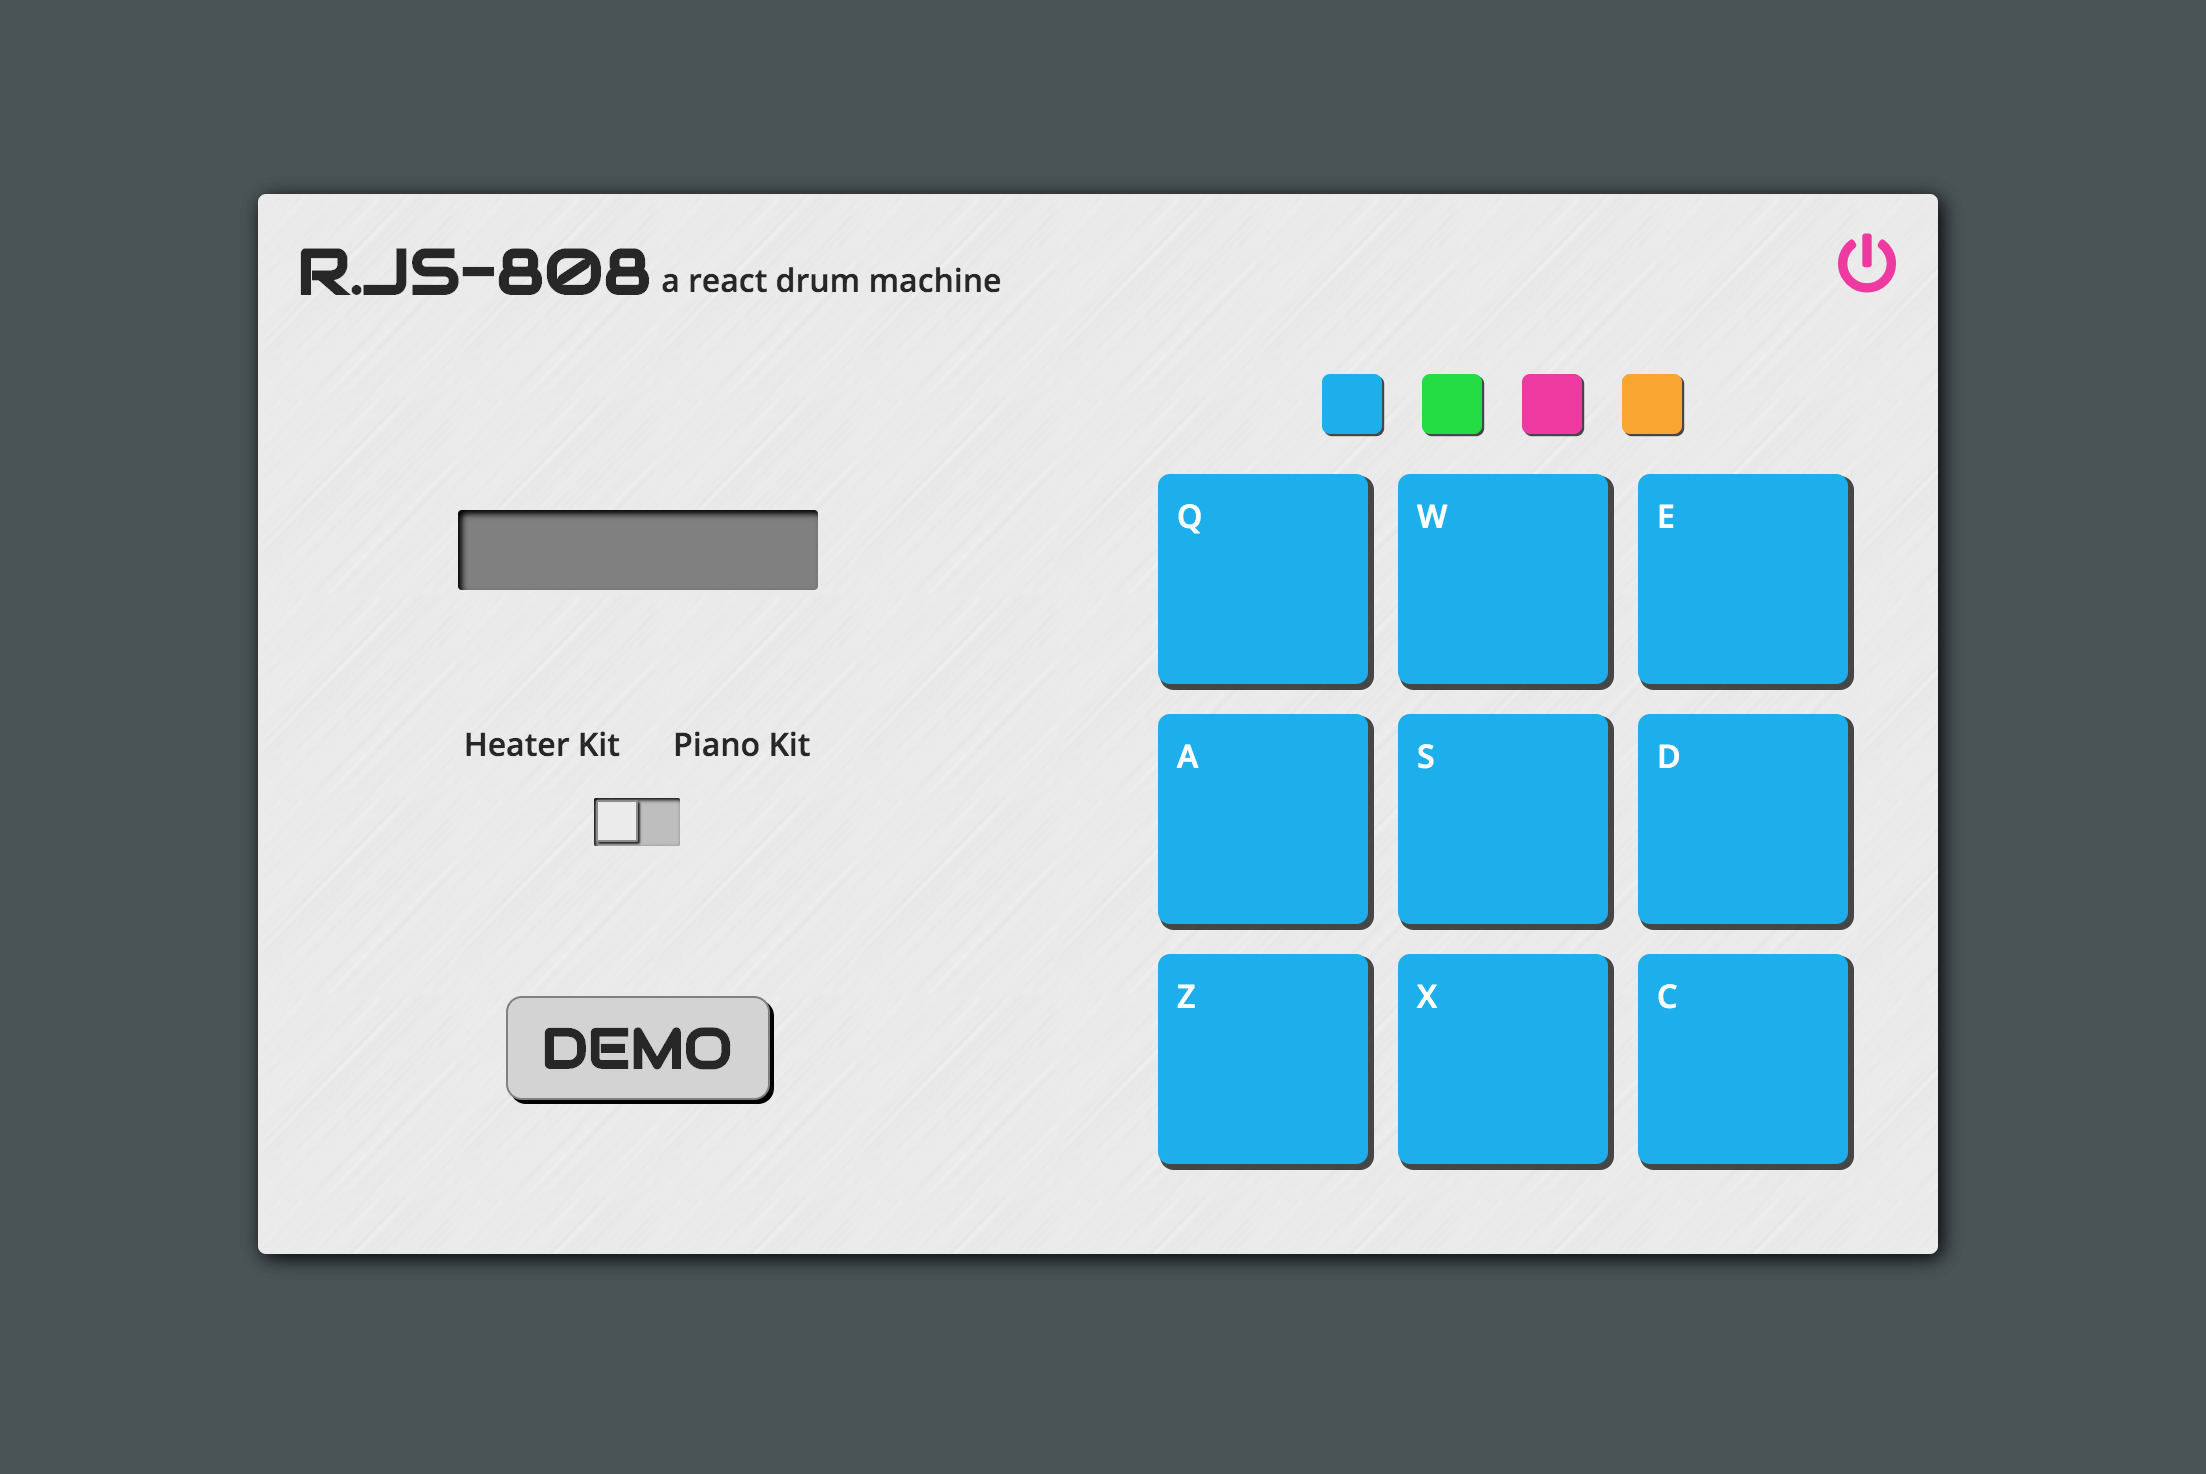 R.JS-808 a react drum machine
Q W E
Heater Kit Piano Kit
A S D
DEMO
Z X C